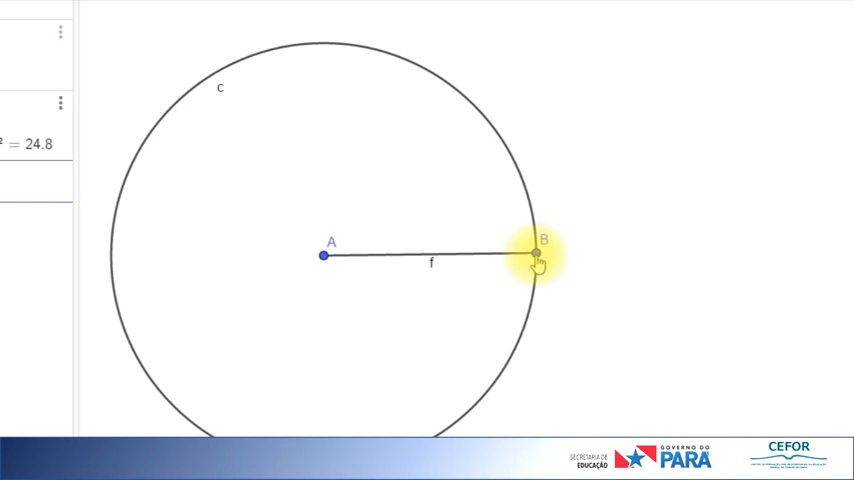 c
² = 24.8
A
B
f
SECRETARIA DE
EDUCAÇÃO
GOVERNO DO
PARÁ
CEFOR